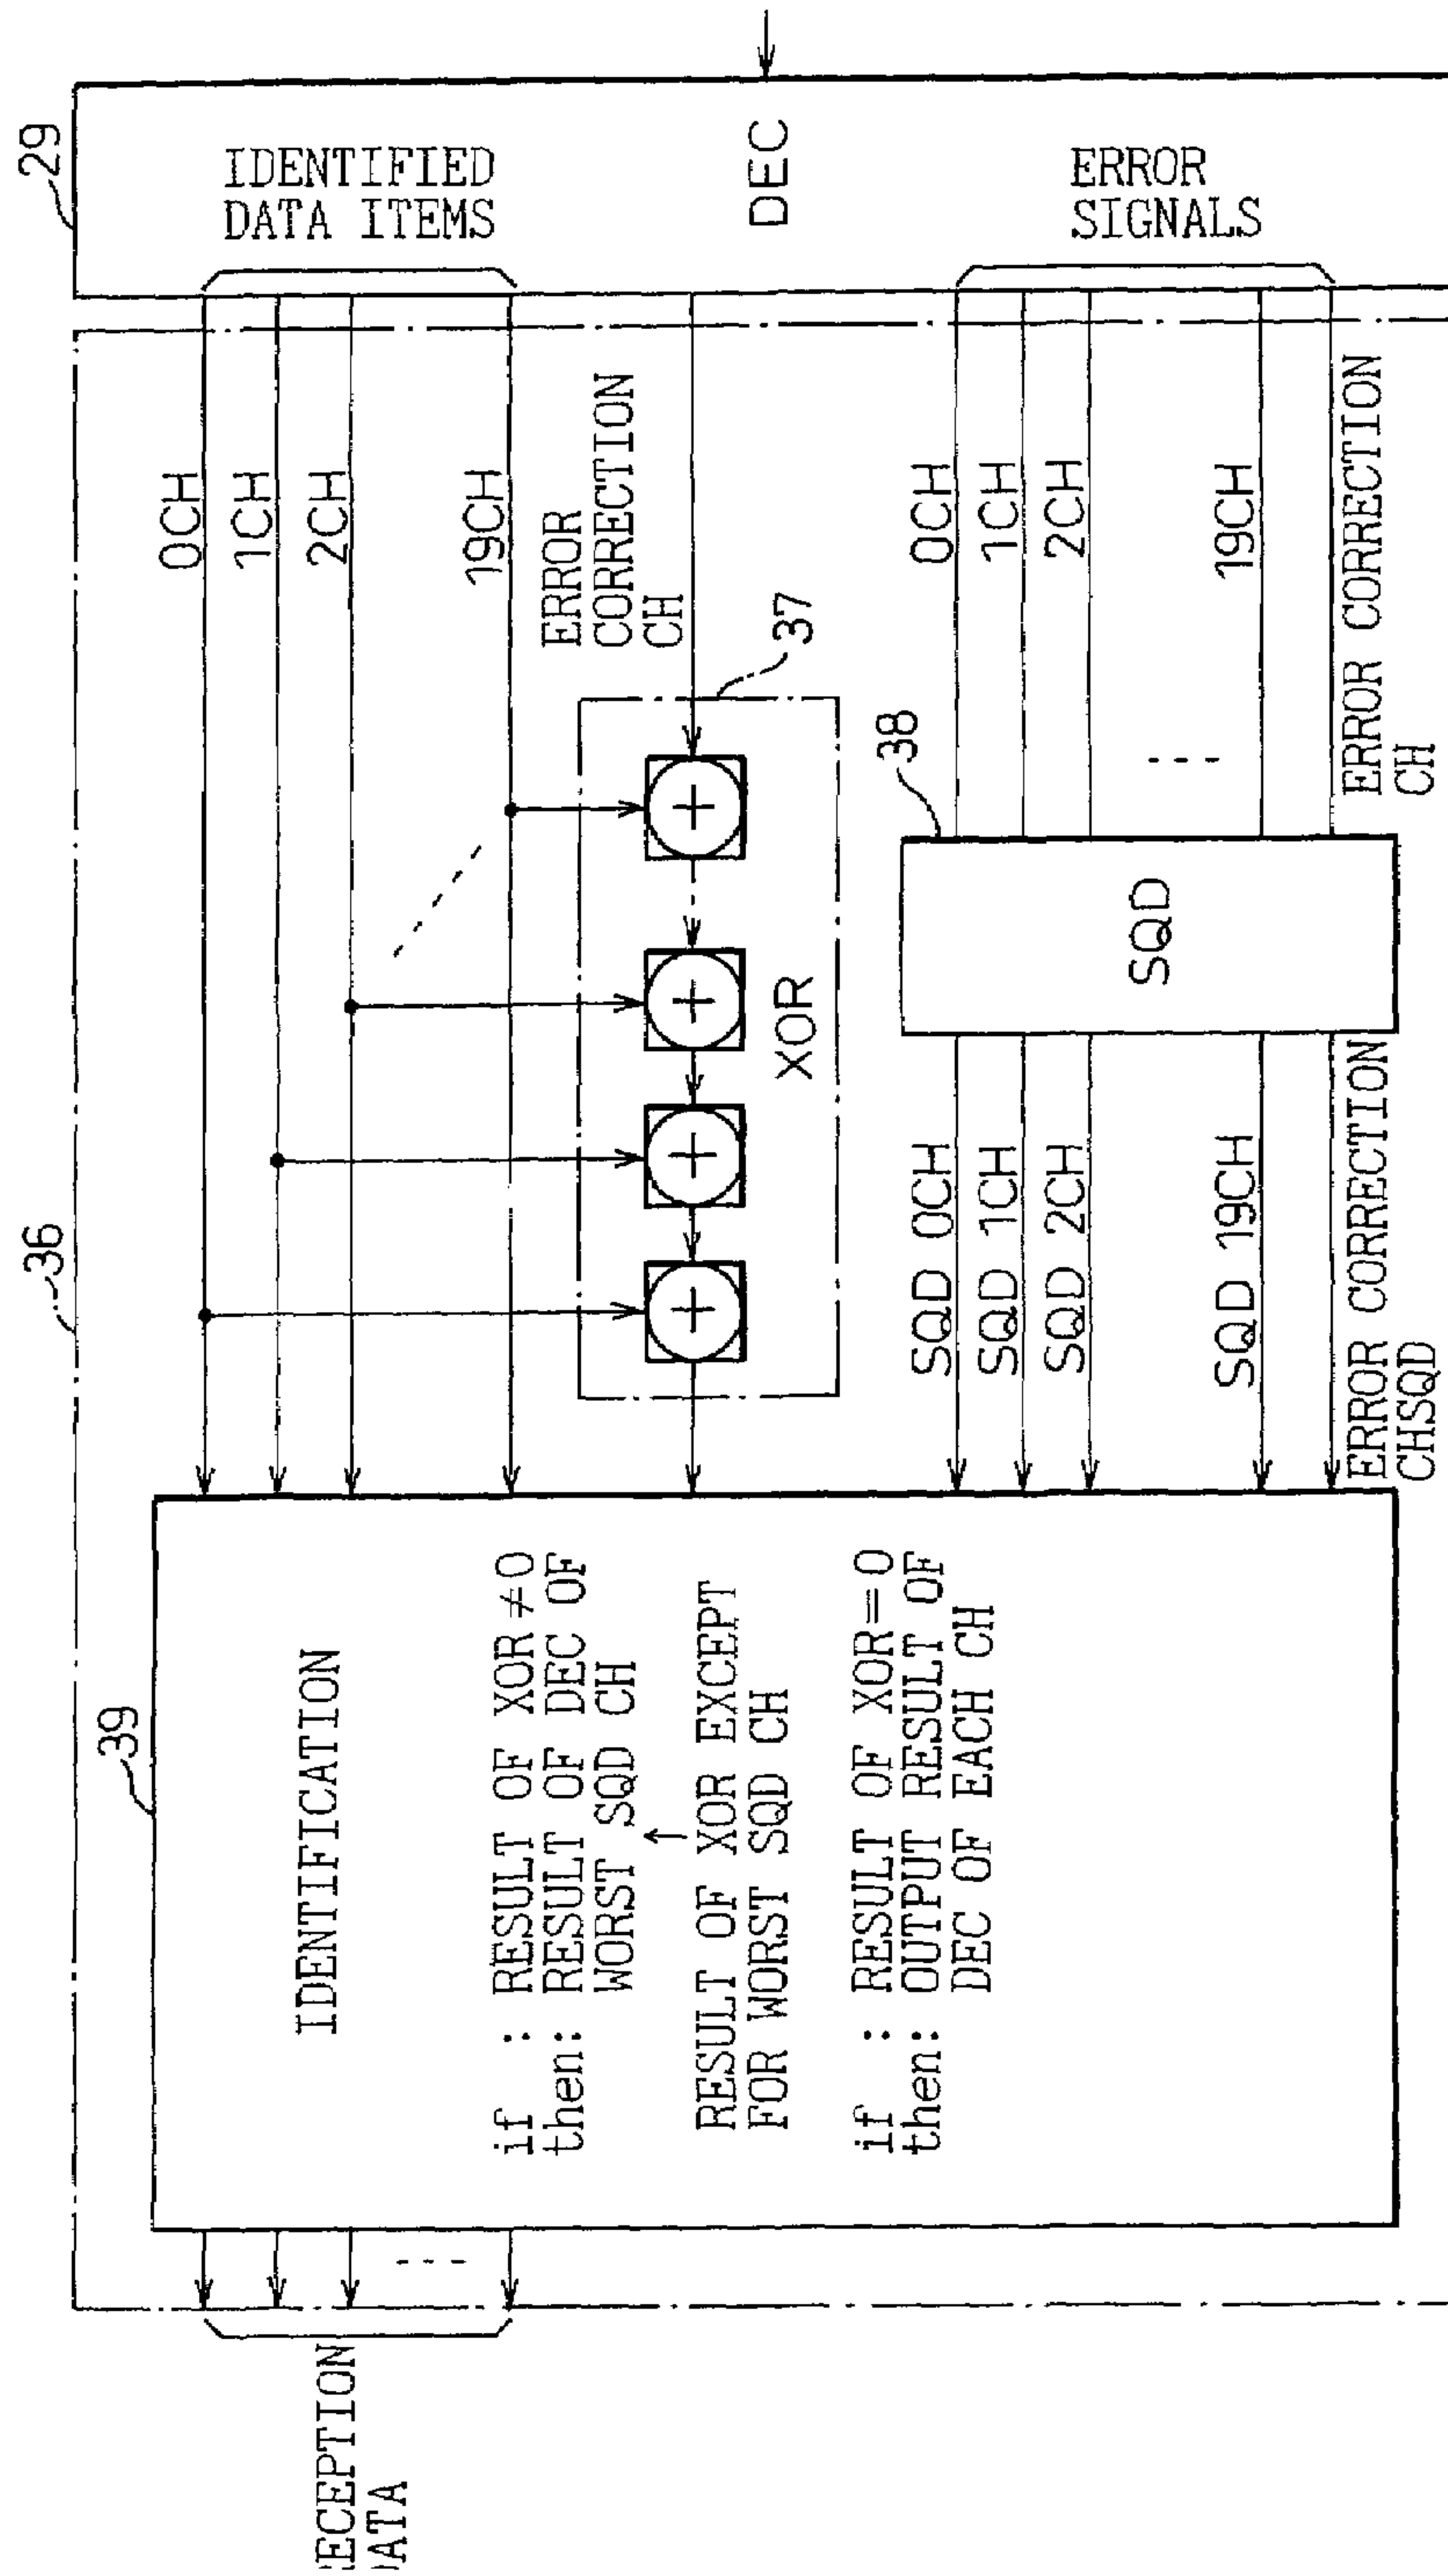 36
29
39
IDENTIFICATION
if : RESULT OF XOR≠0
then: RESULT OF DEC OF
WORST SQD CH
↑
RESULT OF XOR EXCEPT
FOR WORST SQD CH
if : RESULT OF XOR=0
then: OUTPUT RESULT OF
DEC OF EACH CH
ECEPTION
ATA
0CH
1CH
2CH
19CH
ERROR
CORRECTION
CH
37
XOR
38
SQD
SQD 0CH
SQD 1CH
SQD 2CH
SQD 19CH
ERROR CORRECTION
CHSQD
0CH
1CH
2CH
19CH
ERROR CORRECTION
CH
IDENTIFIED
DATA ITEMS
DEC
ERROR
SIGNALS